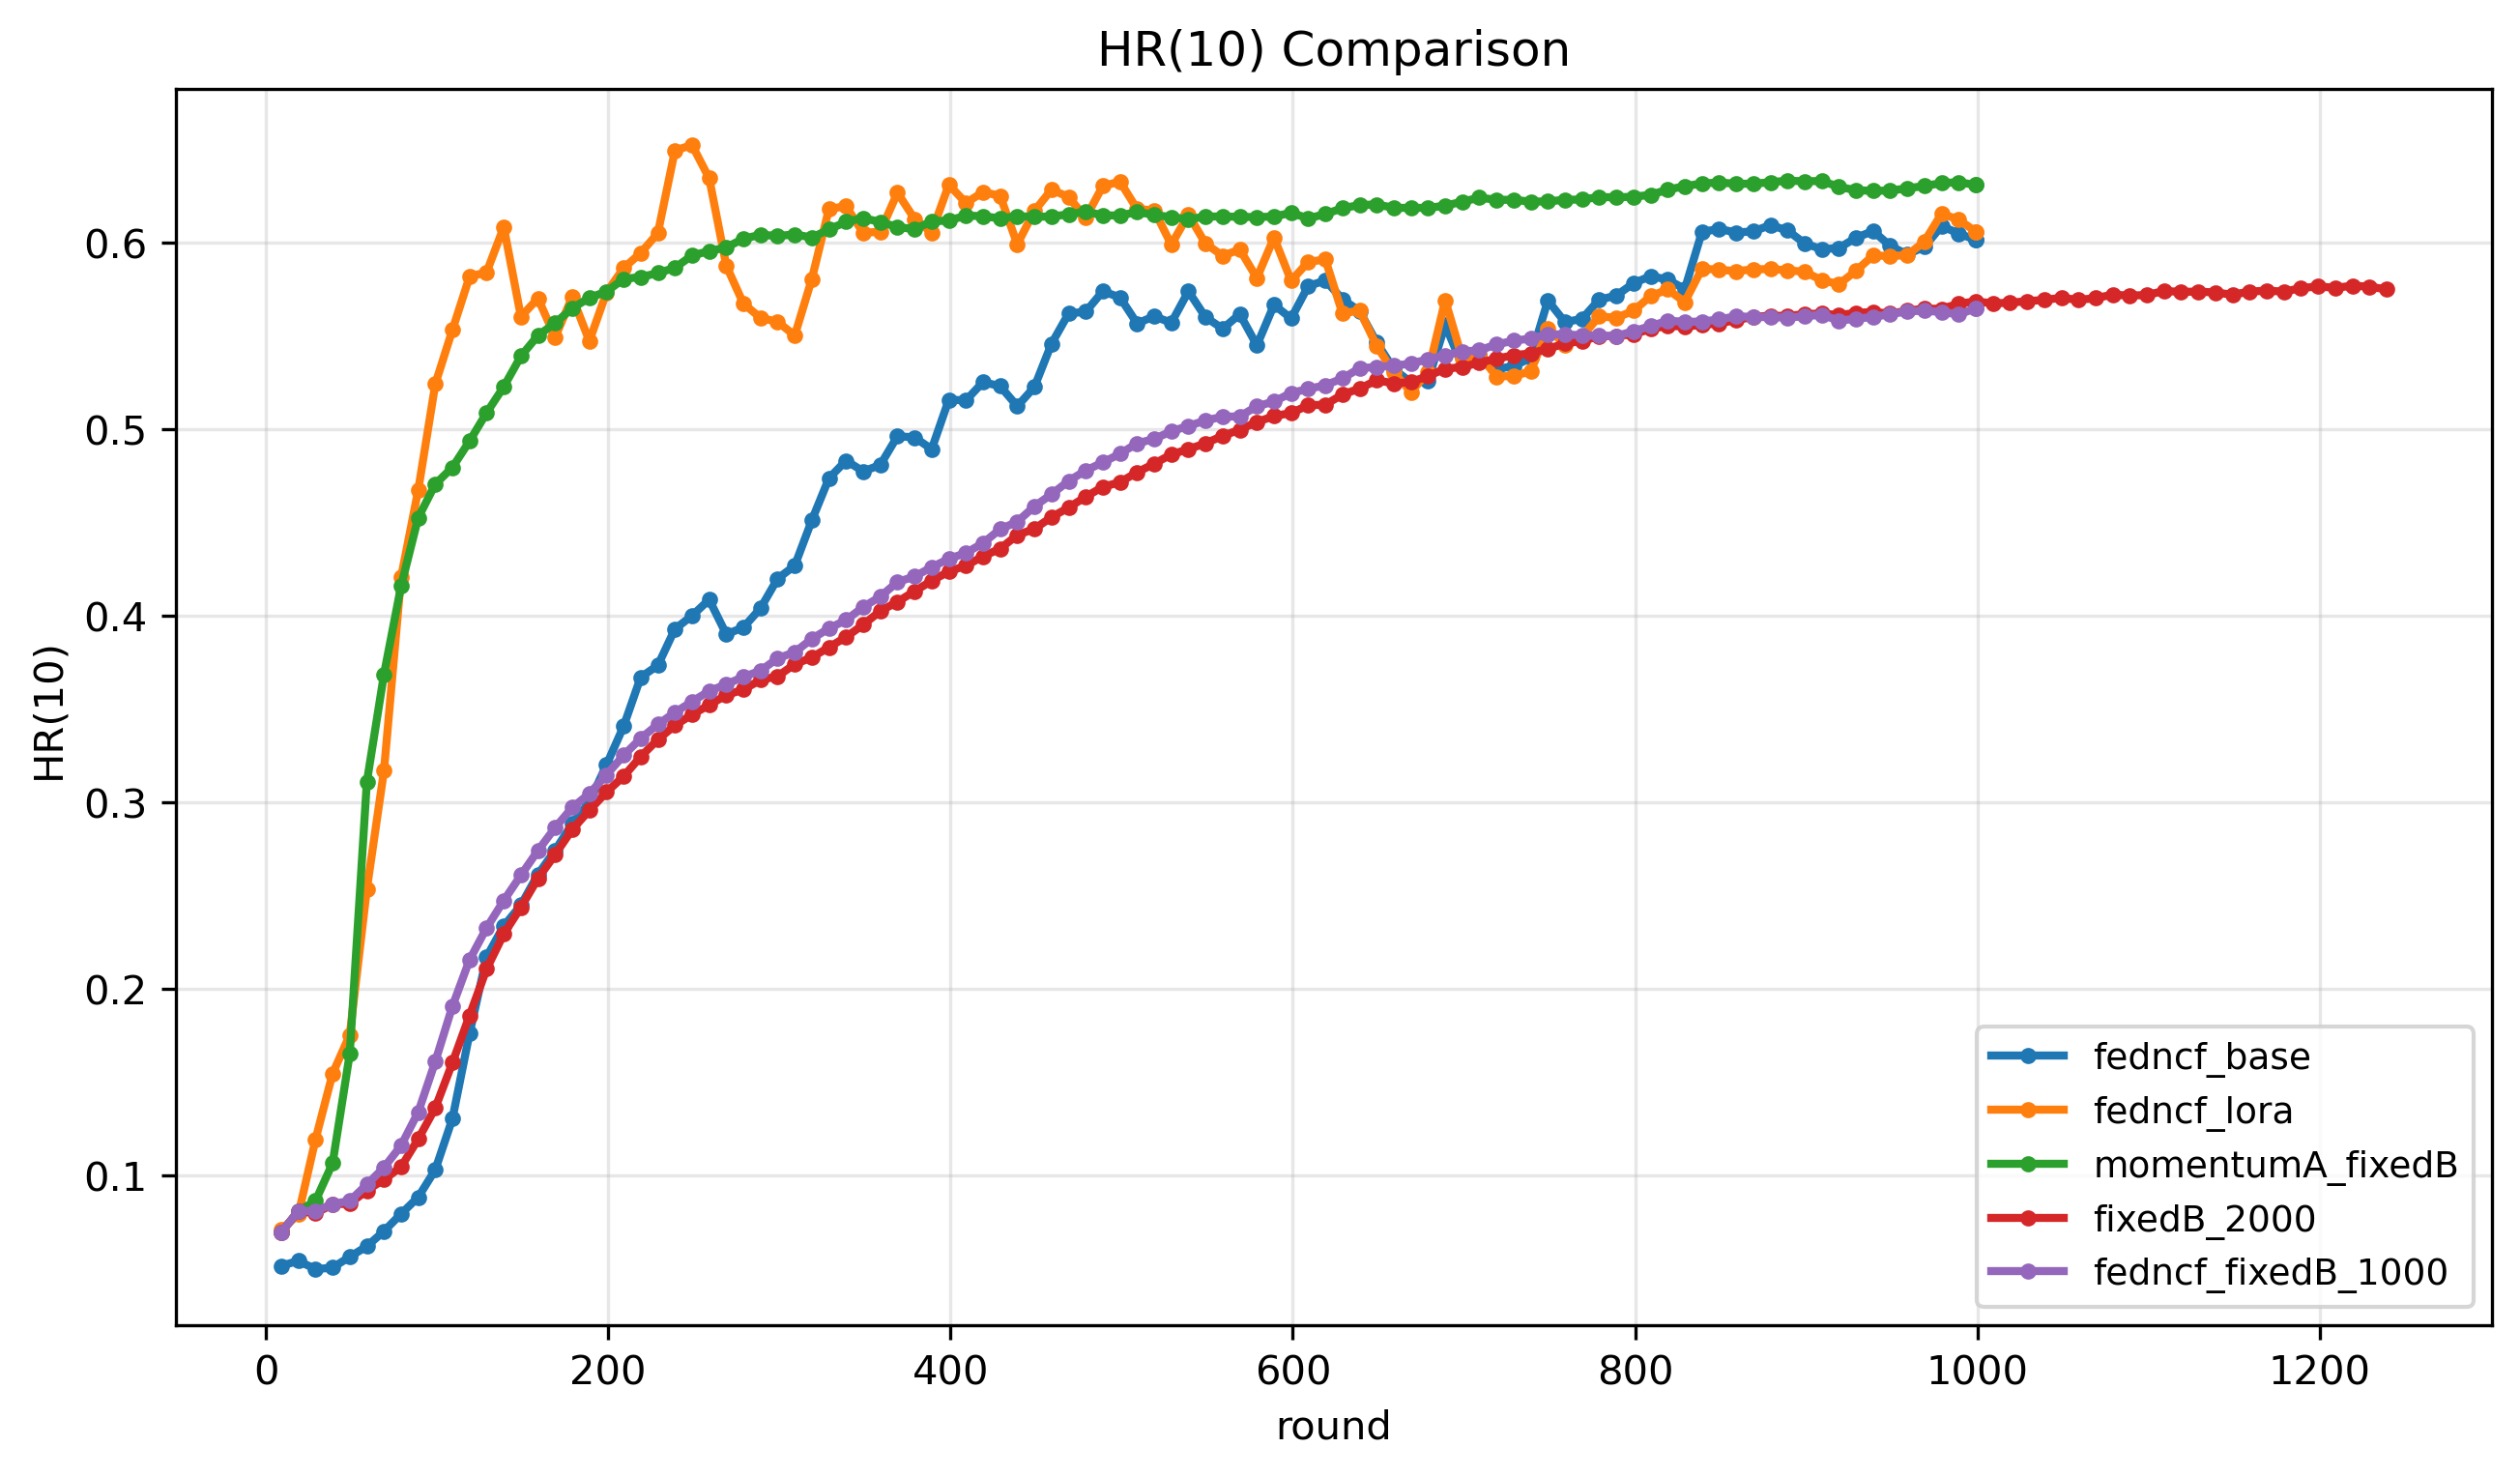 HR(10) Comparison
HR(10)
0.6
0.5
0.4
0.3
0.2
0.1
0 200 400 600 800 1000 1200
round
fedncf_base
fedncf_lora
momentumA_fixedB
fixedB_2000
fedncf_fixedB_1000